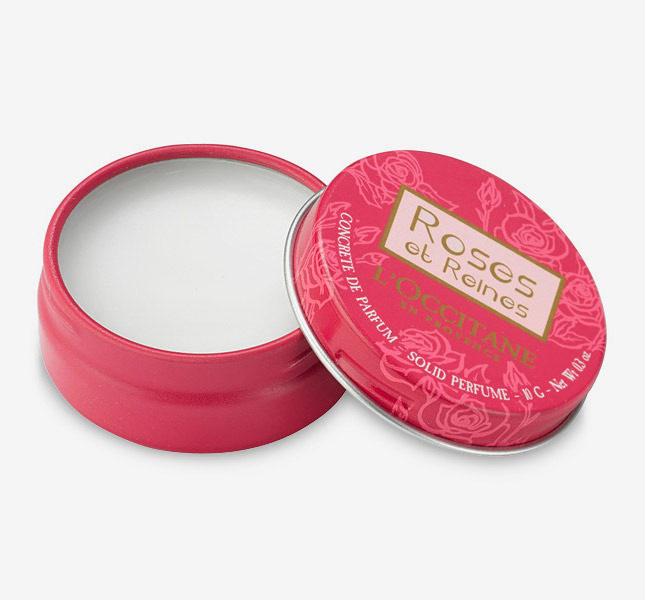 Roses
et Reines
L'OCCITANE
EN PROVENCE
CONCRETE DE PARFUM - SOLID PERFUME - 10 G - Net Wt 0.3 oz